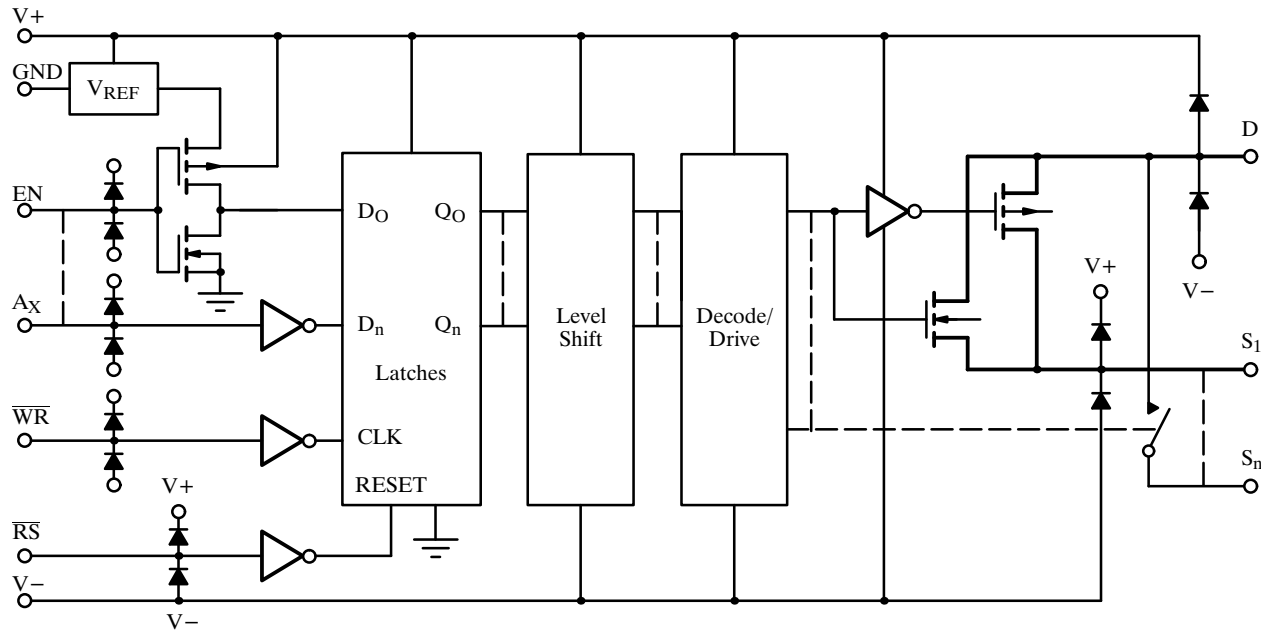 V+
GND
VREF
D
EN
DO
QO
V+
V−
AX
Dn
Qn
Level
Shift
Decode/
Drive
S1
Latches
WR
CLK
Sn
RESET
V+
RS
V−
V−